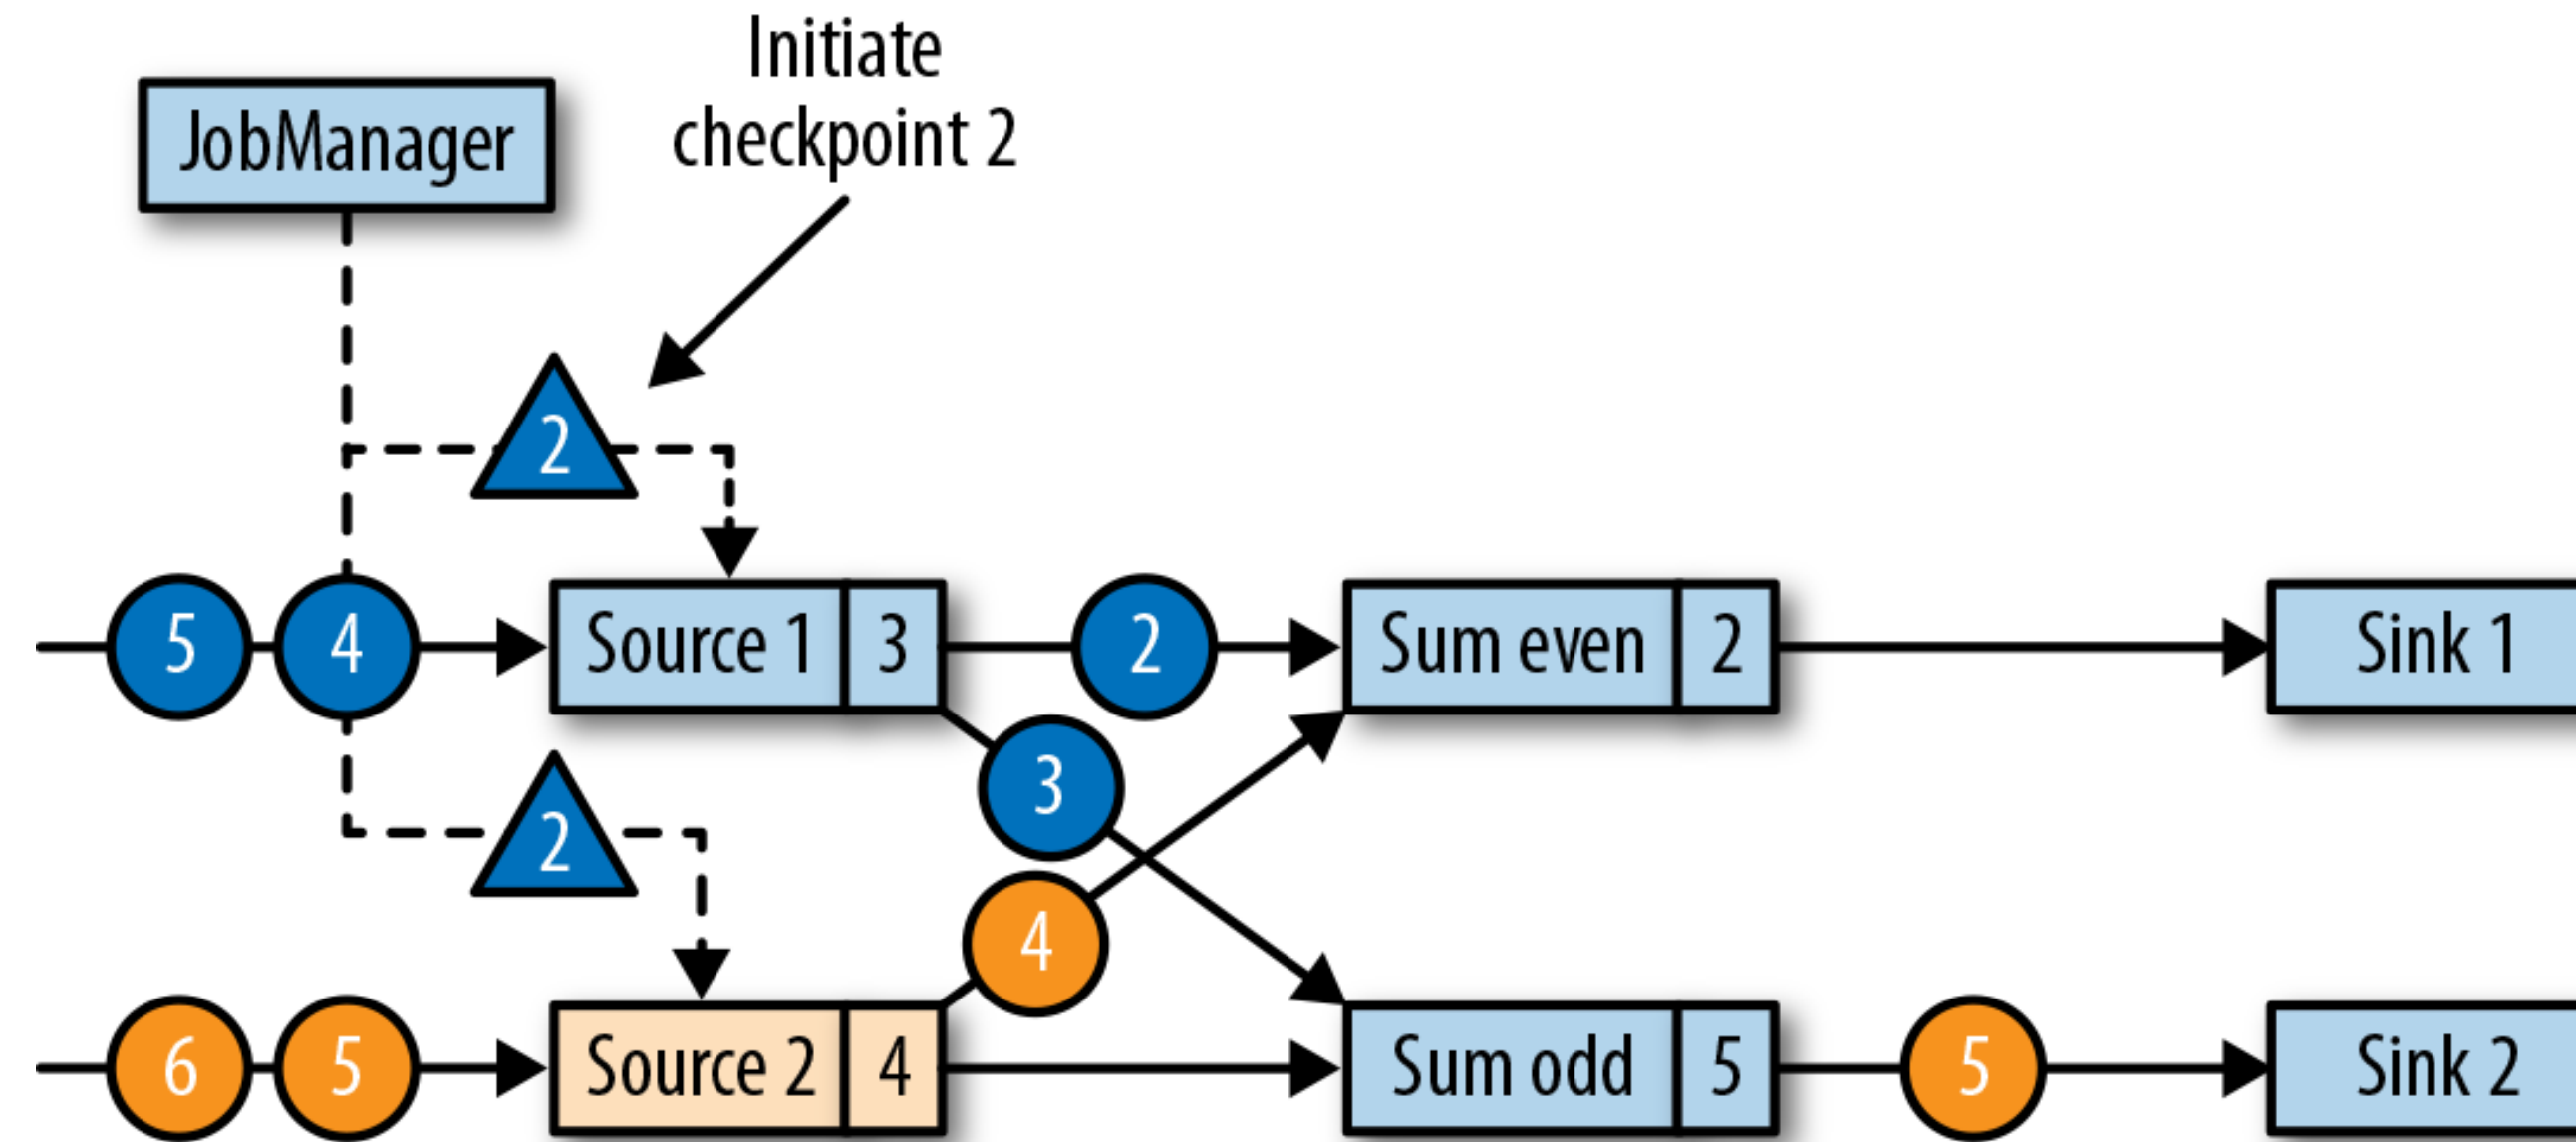 Initiate
checkpoint 2
JobManager
2
5 4 Source 1 3 2 Sum even 2 Sink 1
3
2
4
6 5 Source 2 4 Sum odd 5 5 Sink 2